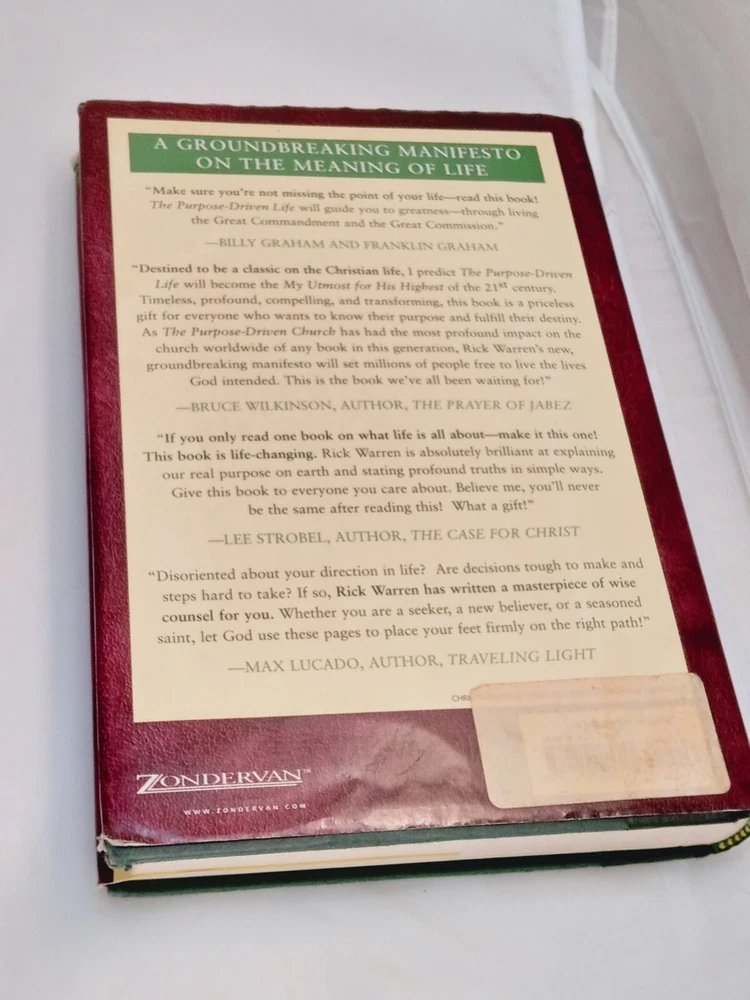 A GROUNDBREAKING MANIFESTO
ON THE MEANING OF LIFE
“Make sure you’re not missing the point of your life—read this book!
The Purpose-Driven Life will guide you to greatness—through living
the Great Commandment and the Great Commission.”
—BILLY GRAHAM AND FRANKLIN GRAHAM
“Destined to be a classic on the Christian life, I predict The Purpose-Driven
Life will become the My Utmost for His Highest of the 21st century.
Timeless, profound, compelling, and transforming, this book is a priceless
gift for everyone who wants to know their purpose and fulfill their destiny.
As The Purpose-Driven Church has had the most profound impact on the
church worldwide of any book in this generation, Rick Warren’s new,
groundbreaking manifesto will set millions of people free to live the lives
God intended. This is the book we’ve all been waiting for!”
—BRUCE WILKINSON, AUTHOR, THE PRAYER OF JABEZ
“If you only read one book on what life is all about—make it this one!
This book is life-changing. Rick Warren is absolutely brilliant at explaining
our real purpose on earth and stating profound truths in simple ways.
Give this book to everyone you care about. Believe me, you’ll never
be the same after reading this! What a gift!”
—LEE STROBEL, AUTHOR, THE CASE FOR CHRIST
“Disoriented about your direction in life? Are decisions tough to make and
steps hard to take? If so, Rick Warren has written a masterpiece of wise
counsel for you. Whether you are a seeker, a new believer, or a seasoned
saint, let God use these pages to place your feet firmly on the right path!”
—MAX LUCADO, AUTHOR, TRAVELING LIGHT
ZONDERVAN™
WWW.ZONDERVAN.COM